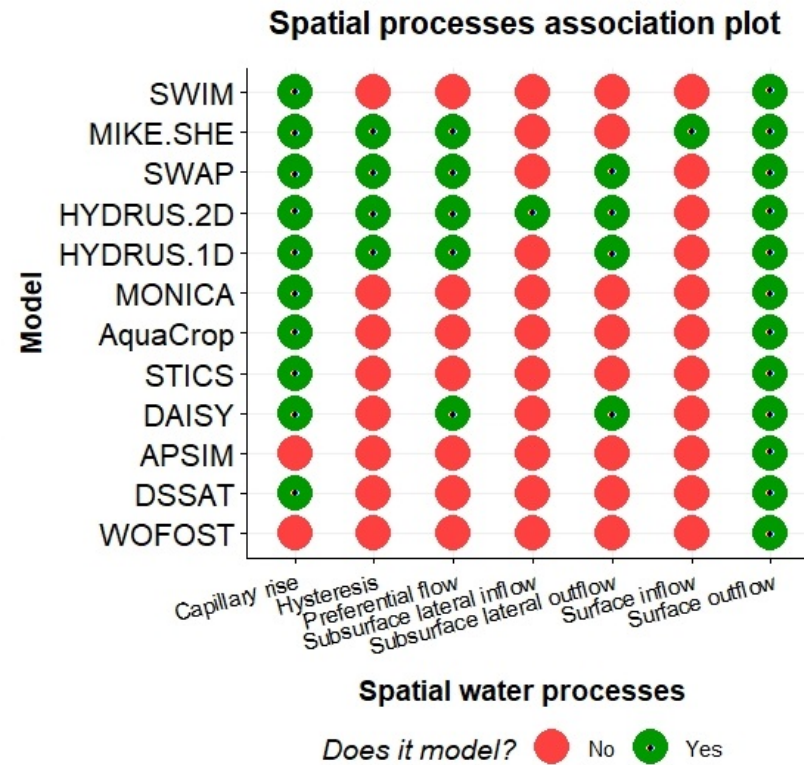 Spatial processes association plot
Model
SWIM
MIKE.SHE
SWAP
HYDRUS.2D
HYDRUS.1D
MONICA
AquaCrop
STICS
DAISY
APSIM
DSSAT
WOFOST
Capillary rise
Hysteresis
Preferential flow
Subsurface lateral inflow
Subsurface lateral outflow
Surface inflow
Surface outflow
Spatial water processes
Does it model? No Yes